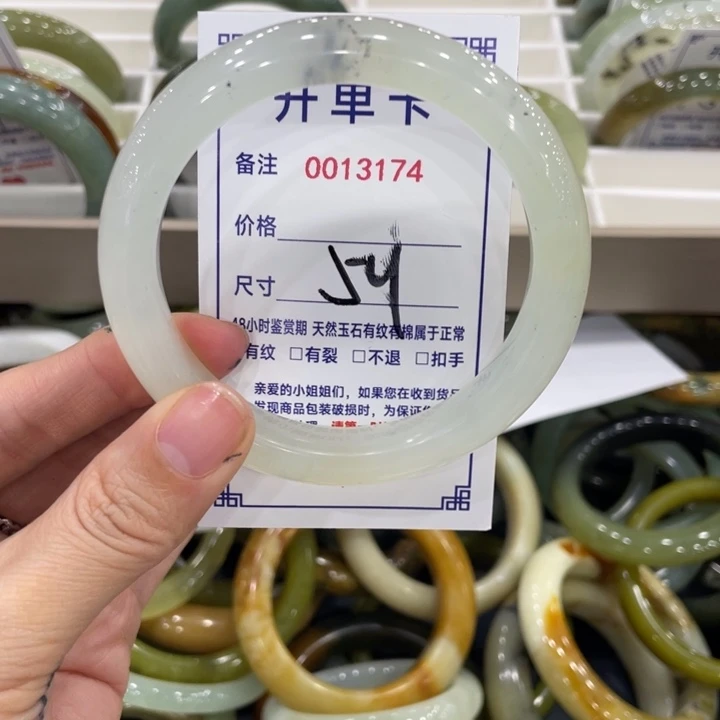 开单卡
备注 0013174
价格
尺寸 54
48小时鉴赏期 天然玉石有纹有棉属于正常
有纹 □有裂 □不退 □扣手
亲爱的小姐姐们，如果您在收到货品
发现商品包装破损时，为保证